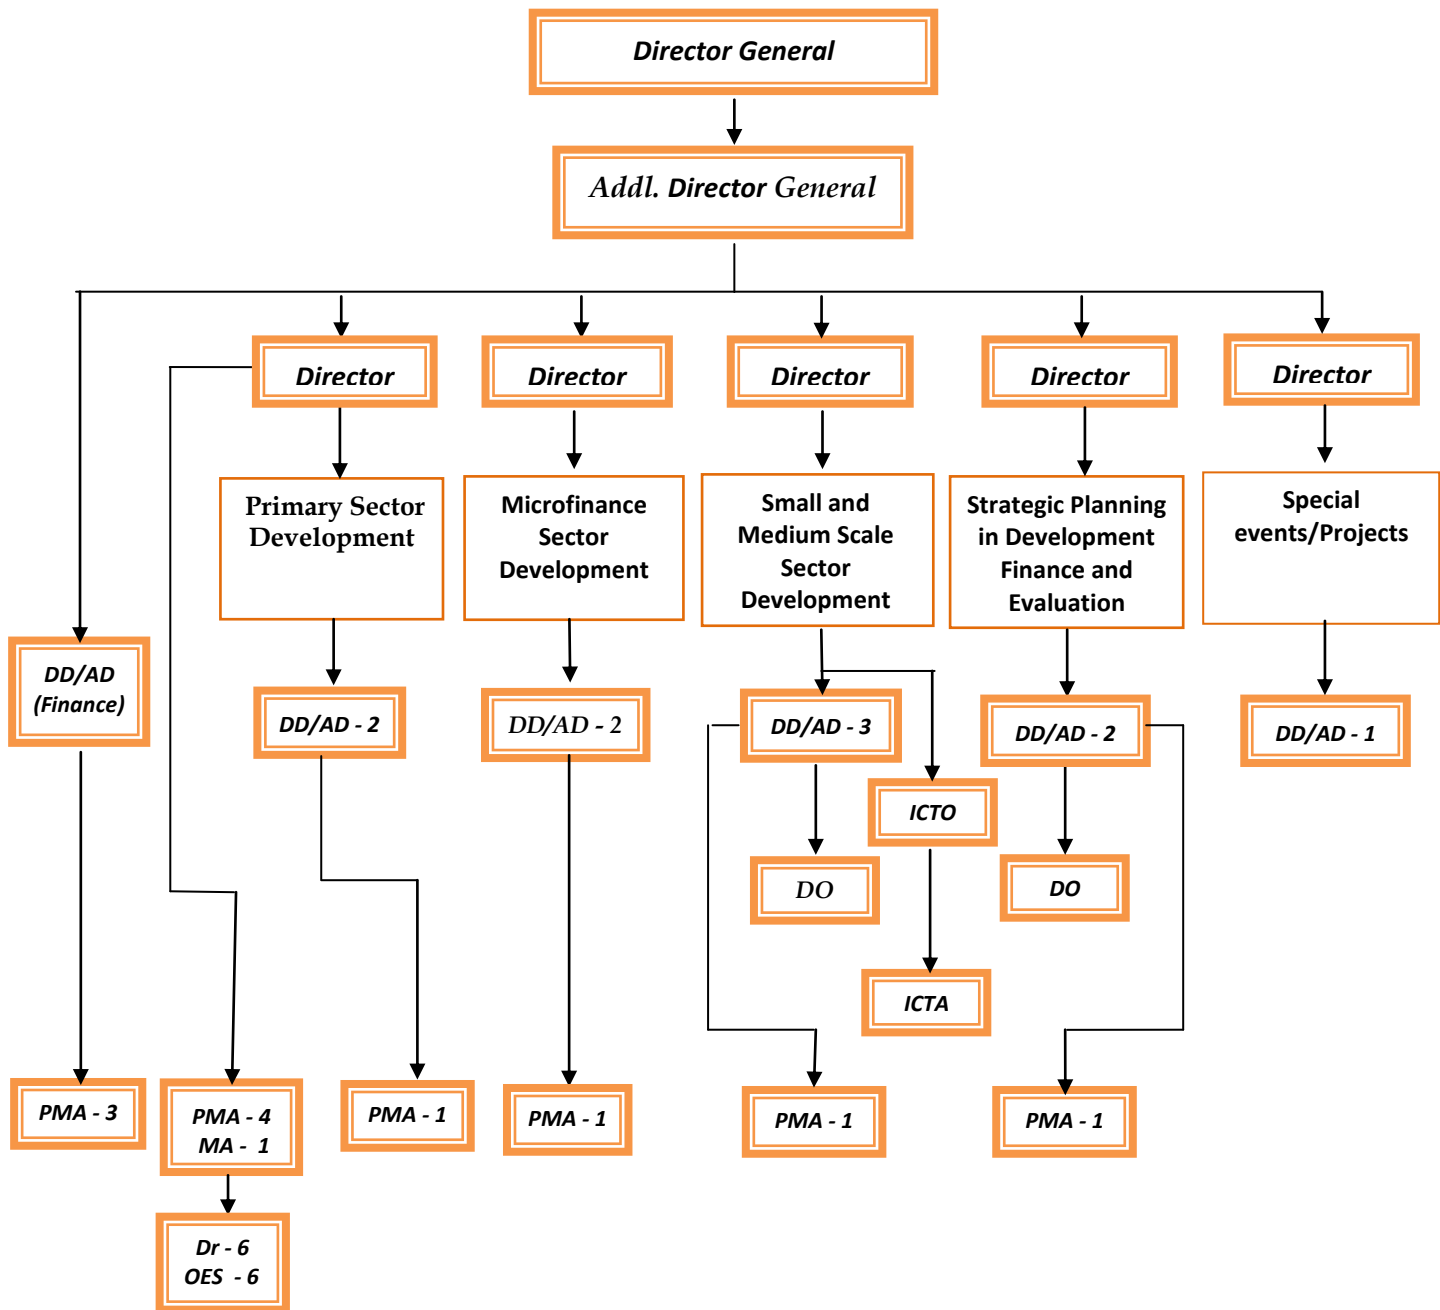 Director General
Addl. Director General
Director
Director
Director
Director
Director
Primary Sector
Development
Microfinance
Sector
Development
Small and
Medium Scale
Sector
Development
Strategic Planning
in Development
Finance and
Evaluation
Special
events/Projects
DD/AD
(Finance)
DD/AD - 2
DD/AD - 2
DD/AD - 3
DD/AD - 2
DD/AD - 1
ICTO
DO
DO
ICTA
PMA - 3
PMA - 4
MA - 1
PMA - 1
PMA - 1
PMA - 1
PMA - 1
Dr - 6
OES - 6